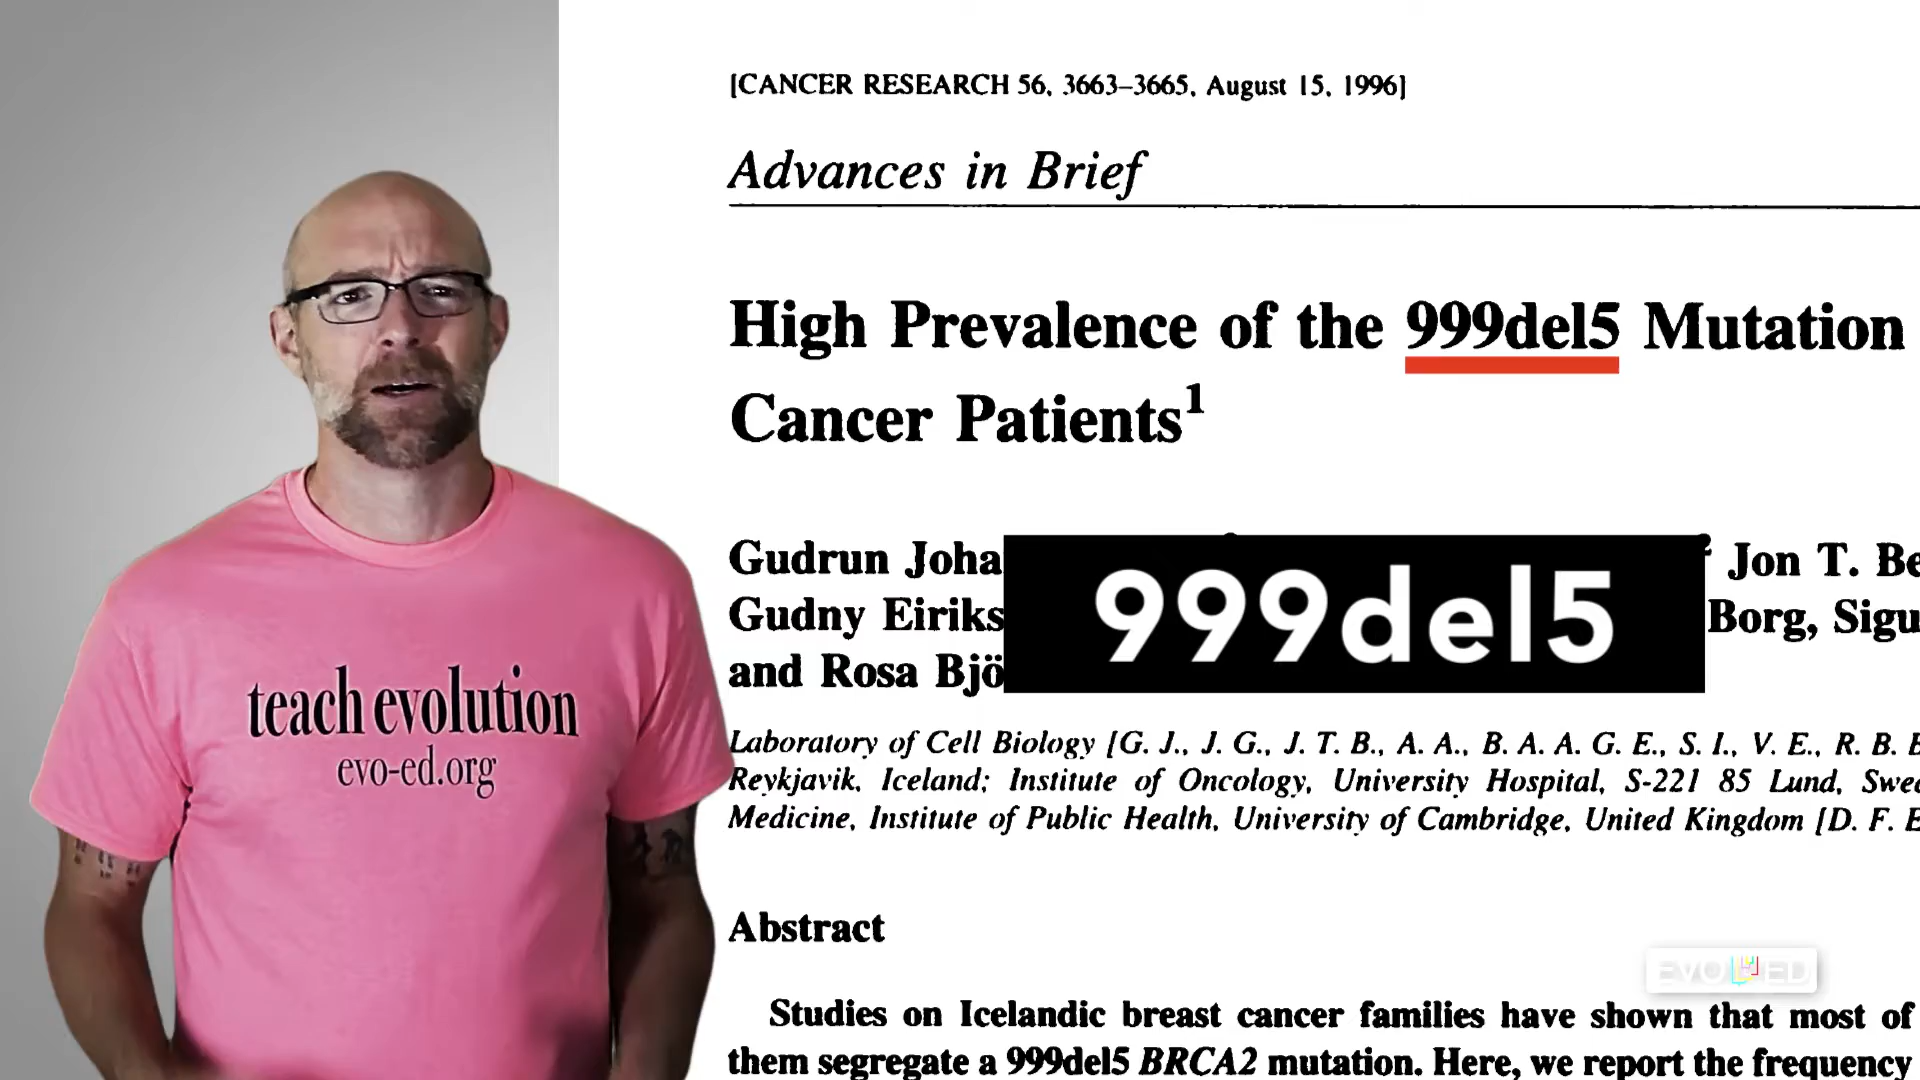 [CANCER RESEARCH 56, 3663–3665, August 15, 1996]
Advances in Brief
High Prevalence of the 999del5 Mutation
Cancer Patients1
Gudrun Joha
Jon T. Be
Gudny Eiriks
Borg, Sigu
and Rosa Bjö
999del5
Laboratory of Cell Biology [G. J., J. G., J. T. B., A. A., B. A. A. G. E., S. I., V. E., R. B. B
Reykjavik, Iceland; Institute of Oncology, University Hospital, S-221 85 Lund, Swe
Medicine, Institute of Public Health, University of Cambridge, United Kingdom [D. F. E
Abstract
Studies on Icelandic breast cancer families have shown that most of
them segregate a 999del5 BRCA2 mutation. Here, we report the frequency
teach evolution
evo-ed.org
EVO ED